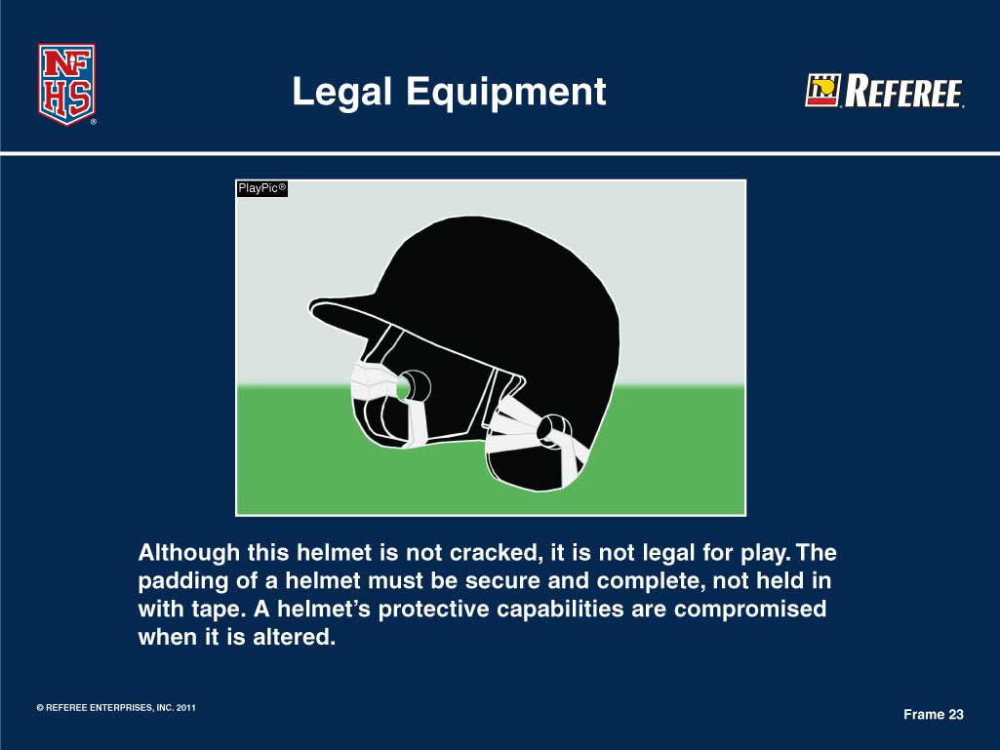 NFHS
®
Legal Equipment
REFEREE.
PlayPic®
Although this helmet is not cracked, it is not legal for play. The
padding of a helmet must be secure and complete, not held in
with tape. A helmet’s protective capabilities are compromised
when it is altered.
© REFEREE ENTERPRISES, INC. 2011
Frame 23